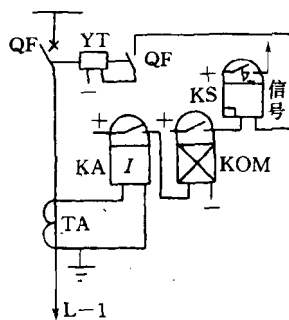 QF
YT
QF
+
KS
信号
+
+
KA
I
KOM
TA
L-1